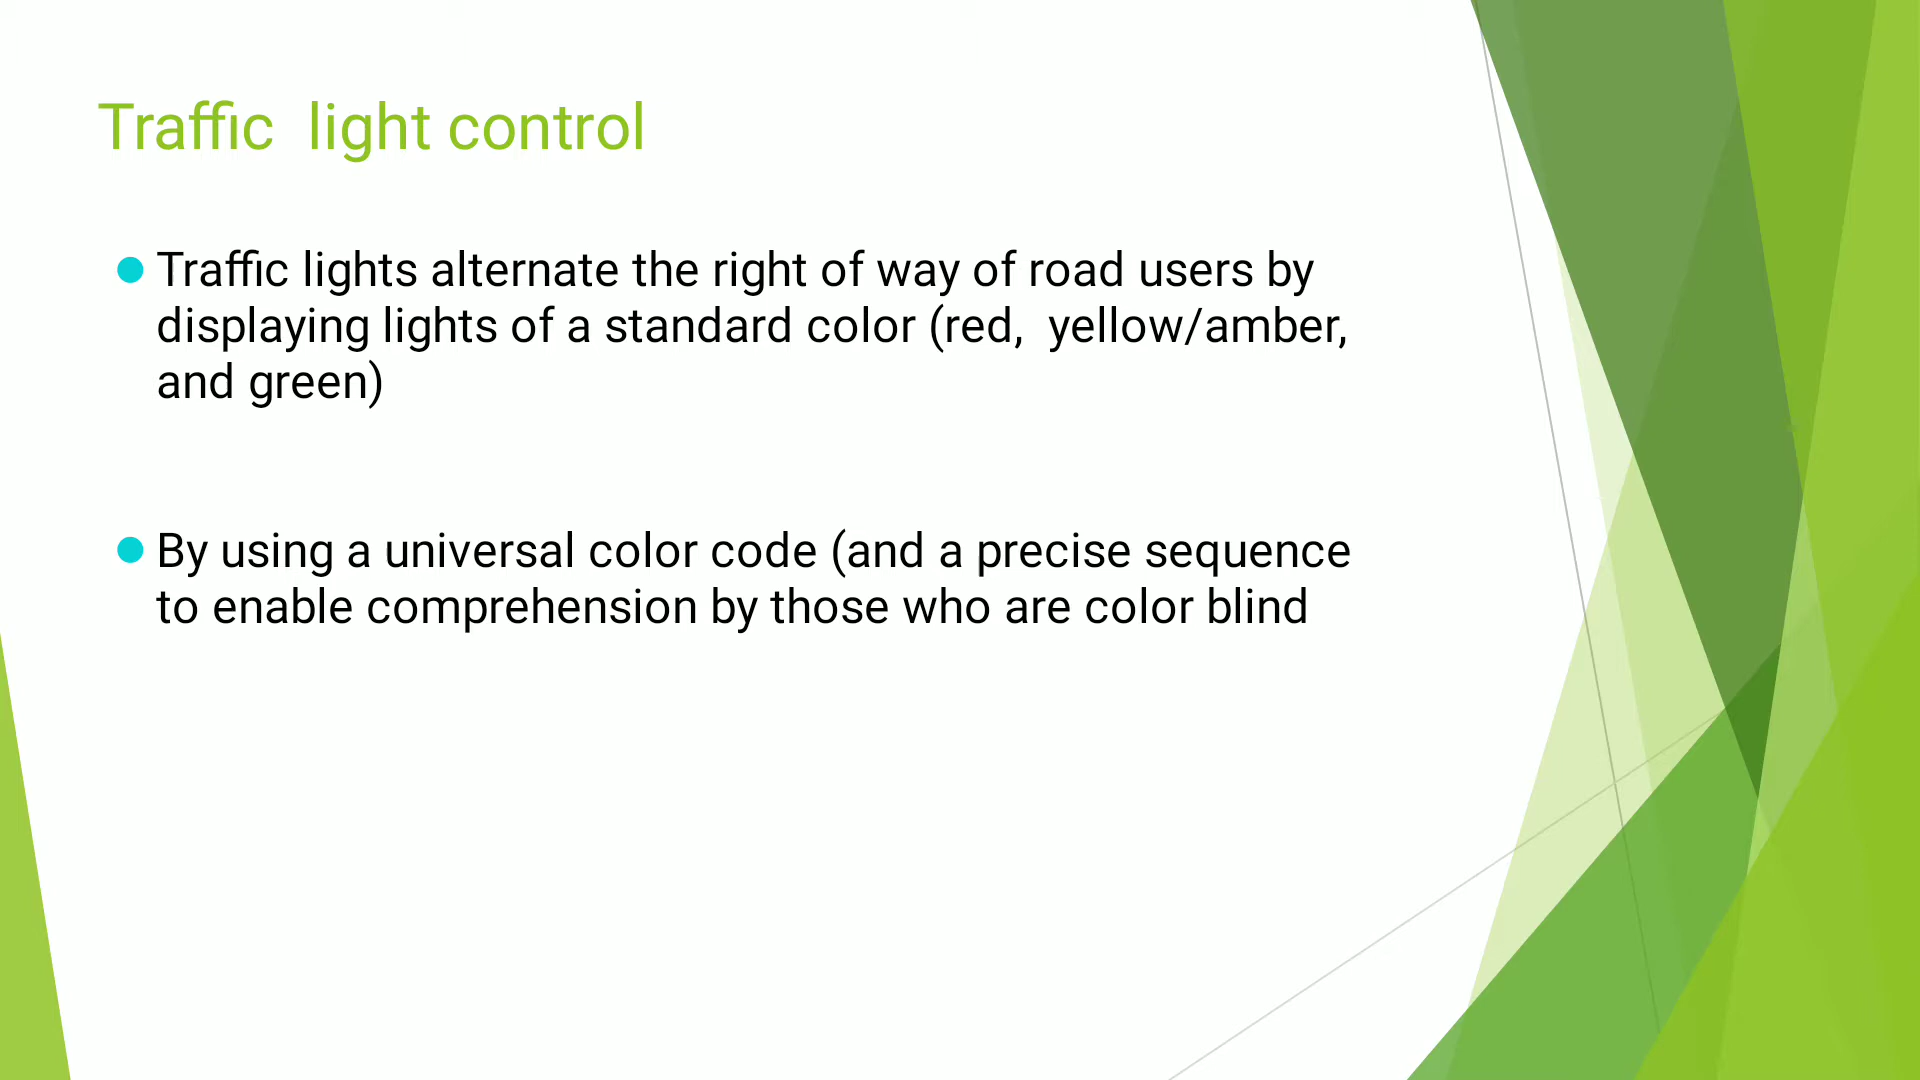 Traffic  light control
Traffic lights alternate the right of way of road users by
displaying lights of a standard color (red,  yellow/amber,
and green)
By using a universal color code (and a precise sequence
to enable comprehension by those who are color blind